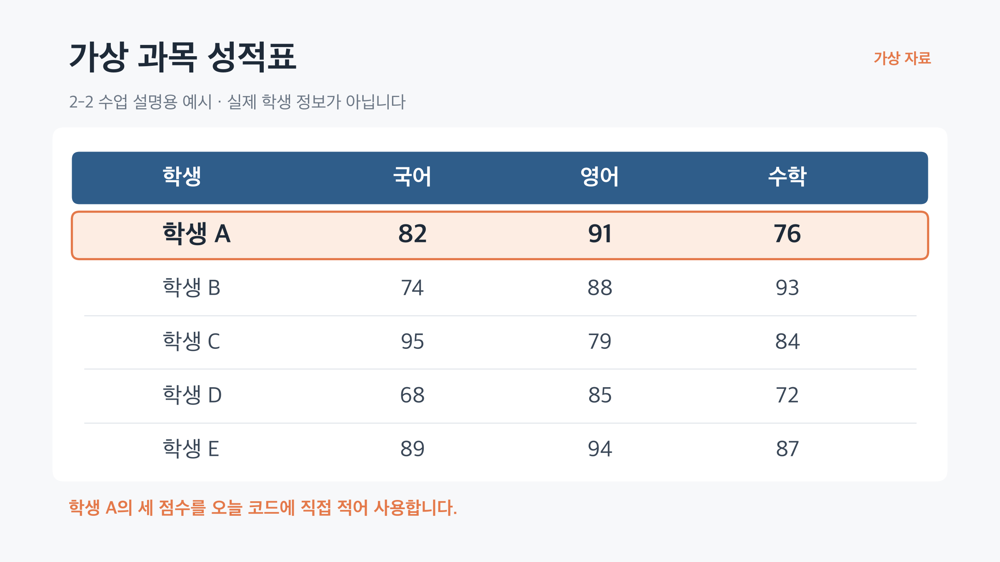 가상 과목 성적표
가상 자료
2-2 수업 설명용 예시 · 실제 학생 정보가 아닙니다
학생 국어 영어 수학
학생 A 82 91 76
학생 B 74 88 93
학생 C 95 79 84
학생 D 68 85 72
학생 E 89 94 87
학생 A의 세 점수를 오늘 코드에 직접 적어 사용합니다.